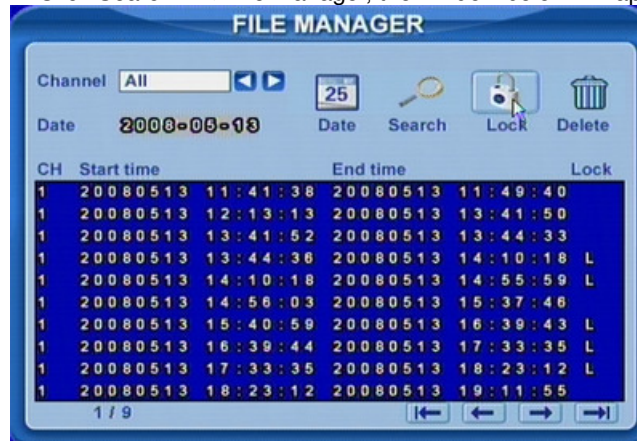 FILE MANAGER
Channel All
25
Date 2008-05-13 Date Search Lock Delete
CH Start time End time Lock
1 20080513 11:41:38 20080513 11:49:40
1 20080513 12:13:13 20080513 13:41:50
1 20080513 13:41:52 20080513 13:44:33
1 20080513 13:44:36 20080513 14:10:18 L
1 20080513 14:10:18 20080513 14:55:59 L
1 20080513 14:56:03 20080513 15:37:46
1 20080513 15:40:59 20080513 16:39:43 L
1 20080513 16:39:44 20080513 17:33:35 L
1 20080513 17:33:35 20080513 18:23:12 L
1 20080513 18:23:12 20080513 19:11:55
1 / 9